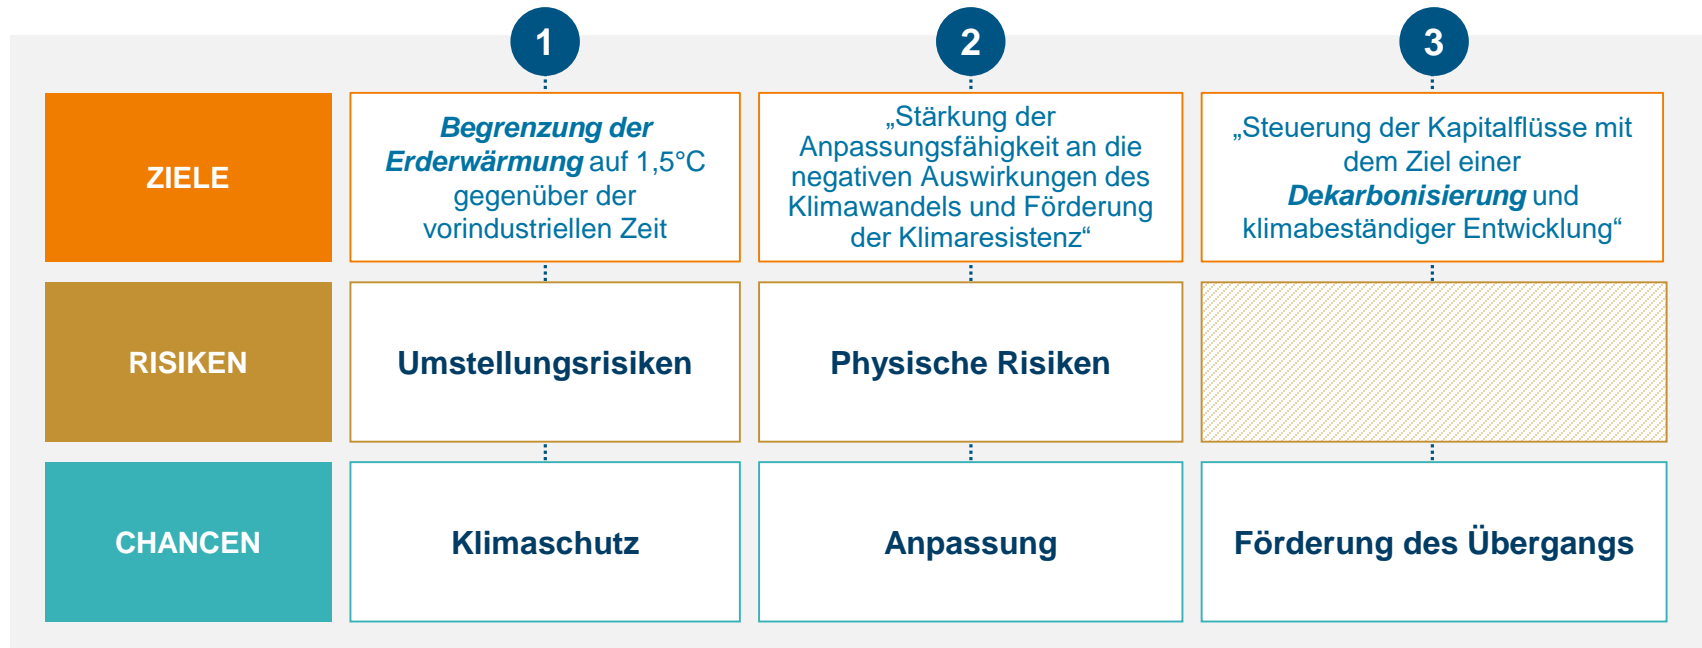 1
2
3
ZIELE
Begrenzung der
Erderwärmung auf 1,5°C
gegenüber der
vorindustriellen Zeit
„Stärkung der
Anpassungsfähigkeit an die
negativen Auswirkungen des
Klimawandels und Förderung
der Klimaresistenz“
„Steuerung der Kapitalflüsse mit
dem Ziel einer
Dekarbonisierung und
klimabeständiger Entwicklung“
RISIKEN
Umstellungsrisiken
Physische Risiken
CHANCEN
Klimaschutz
Anpassung
Förderung des Übergangs